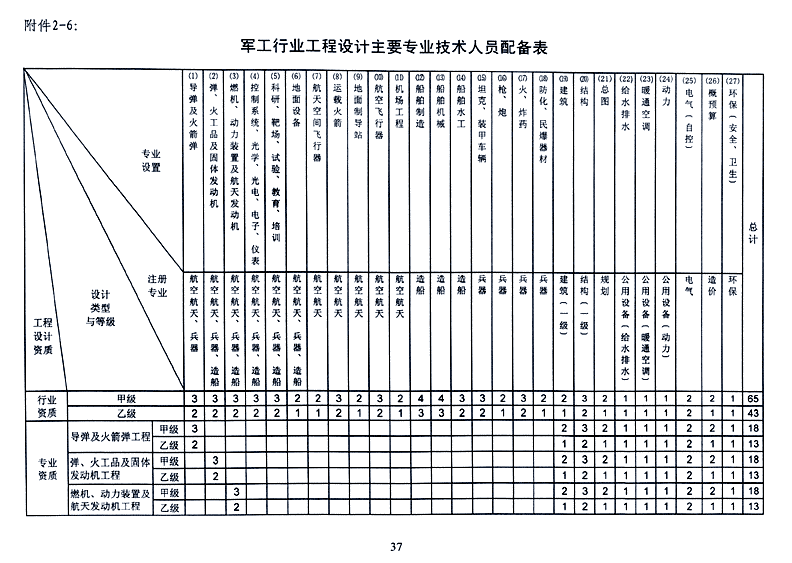 附件2-6：
军工行业工程设计主要专业技术人员配备表
专业设置
注册专业
设计类型与等级
工程设计资质
(1) 导弹及火箭弹
(2) 弹、火工品及固体发动机
(3) 燃机、动力装置及航天发动机
(4) 控制系统、光学、光电、电子、仪表
(5) 科研、靶场、试验、教育、培训
(6) 地面设备
(7) 航天空间飞行器
(8) 运载火箭
(9) 地面制导站
(10) 航空飞行器
(11) 机场工程
(12) 船舶制造
(13) 船舶机械
(14) 船舶水工
(15) 坦克、装甲车辆
(16) 枪、炮
(17) 火、炸药
(18) 防化、民爆器材
(19) 建筑
(20) 结构
(21) 总图
(22) 给水排水
(23) 暖通空调
(24) 动力
(25) 电气（自控）
(26) 概预算
(27) 环保（安全、卫生）
总计
航空航天、兵器
航空航天、兵器、造船
航空航天、兵器、造船
航空航天、兵器、造船
航空航天、兵器、造船
航空航天、兵器、造船
航空航天
航空航天
航空航天
航空航天
航空航天
造船
造船
造船
兵器
兵器
兵器
兵器
建筑（一级）
结构（一级）
规划
公用设备（给水排水）
公用设备（暖通空调）
公用设备（动力）
电气
造价
环保
行业资质
甲级 3 3 3 3 3 2 2 3 2 3 2 4 4 3 3 2 3 2 2 3 2 1 1 1 2 2 1 65
乙级 2 2 2 2 2 1 1 2 1 2 1 3 3 2 2 1 2 1 1 2 1 1 1 1 2 1 1 43
专业资质
导弹及火箭弹工程
甲级 3 2 3 2 1 1 1 2 2 1 18
乙级 2 1 2 1 1 1 1 2 1 1 13
弹、火工品及固体发动机工程
甲级 3 2 3 2 1 1 1 2 2 1 18
乙级 2 1 2 1 1 1 1 2 1 1 13
燃机、动力装置及航天发动机工程
甲级 3 2 3 2 1 1 1 2 2 1 18
乙级 2 1 2 1 1 1 1 2 1 1 13
37